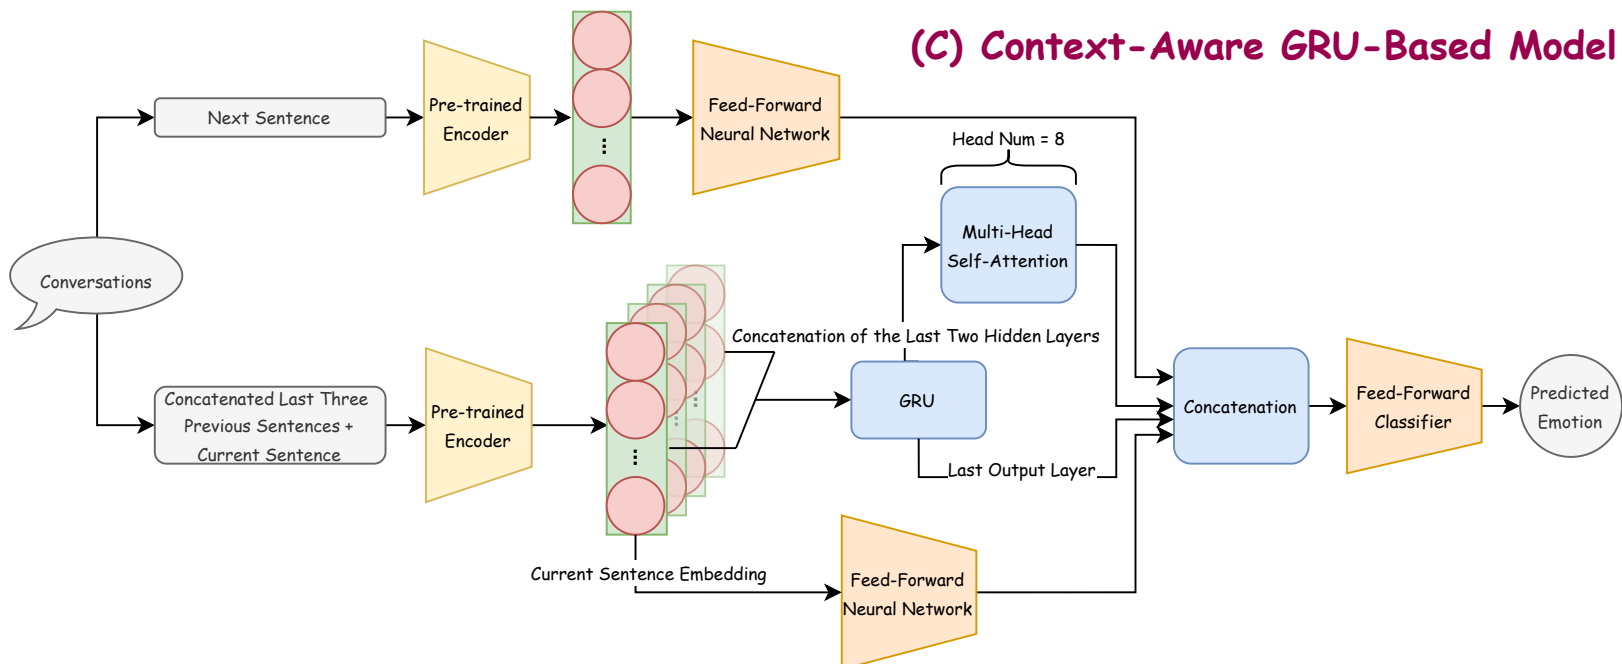 (C) Context-Aware GRU-Based Model
Next Sentence
Pre-trained
Encoder
Feed-Forward
Neural Network
Head Num = 8
Multi-Head
Self-Attention
Conversations
Concatenation of the Last Two Hidden Layers
Concatenated Last Three
Previous Sentences +
Current Sentence
Pre-trained
Encoder
GRU
Concatenation
Feed-Forward
Classifier
Predicted
Emotion
Last Output Layer
Current Sentence Embedding
Feed-Forward
Neural Network